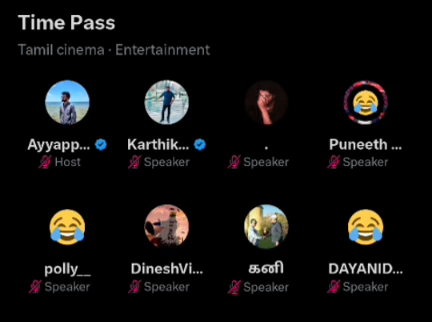 Time Pass
Tamil cinema · Entertainment
Ayyapp... Karthik... . Puneeth ...
Host Speaker Speaker Speaker
polly__ DineshVi... கனி DAYANID...
Speaker Speaker Speaker Speaker